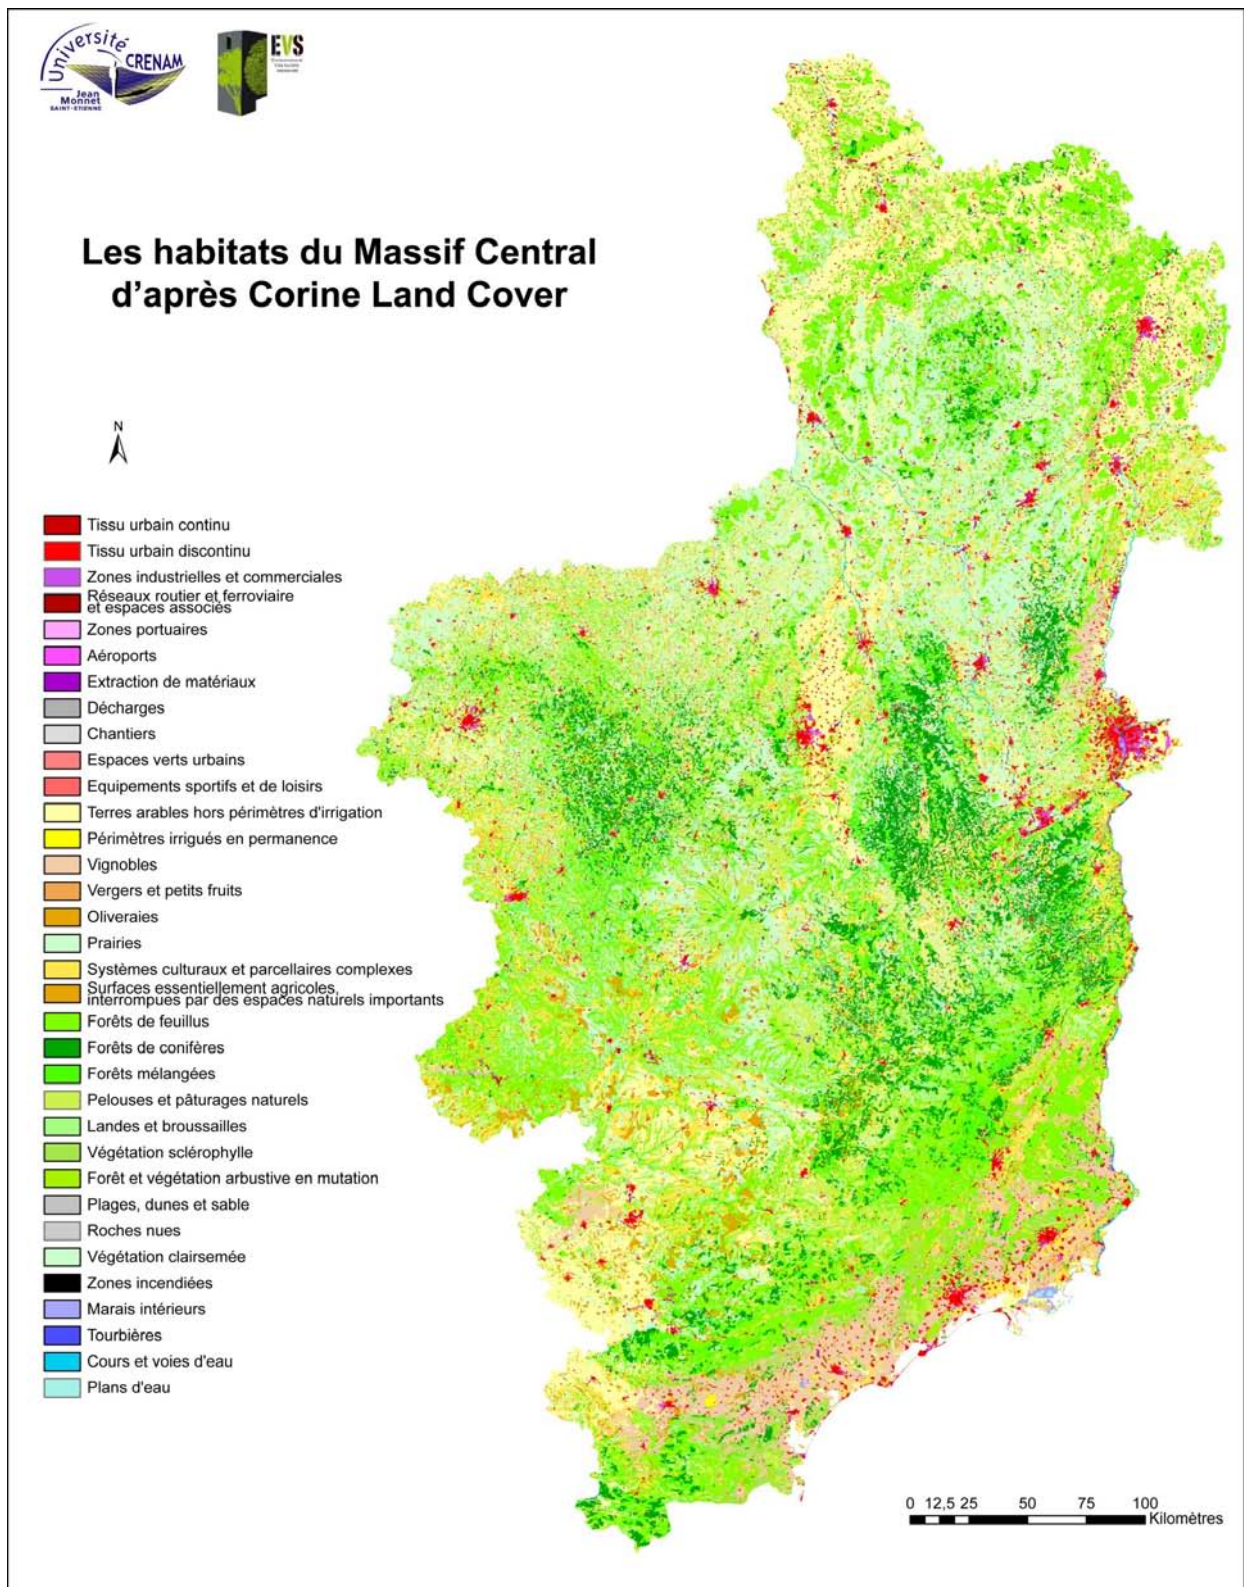 Université
CRENAM
Jean
Monnet
SAINT-ETIENNE
EVS
Les habitats du Massif Central
d'après Corine Land Cover
N
Tissu urbain continu
Tissu urbain discontinu
Zones industrielles et commerciales
Réseaux routier et ferroviaire
et espaces associés
Zones portuaires
Aéroports
Extraction de matériaux
Décharges
Chantiers
Espaces verts urbains
Equipements sportifs et de loisirs
Terres arables hors périmètres d'irrigation
Périmètres irrigués en permanence
Vignobles
Vergers et petits fruits
Oliveraies
Prairies
Systèmes culturaux et parcellaires complexes
Surfaces essentiellement agricoles,
interrompues par des espaces naturels importants
Forêts de feuillus
Forêts de conifères
Forêts mélangées
Pelouses et pâturages naturels
Landes et broussailles
Végétation sclérophylle
Forêt et végétation arbustive en mutation
Plages, dunes et sable
Roches nues
Végétation clairsemée
Zones incendiées
Marais intérieurs
Tourbières
Cours et voies d'eau
Plans d'eau
0 12,5 25 50 75 100
Kilomètres